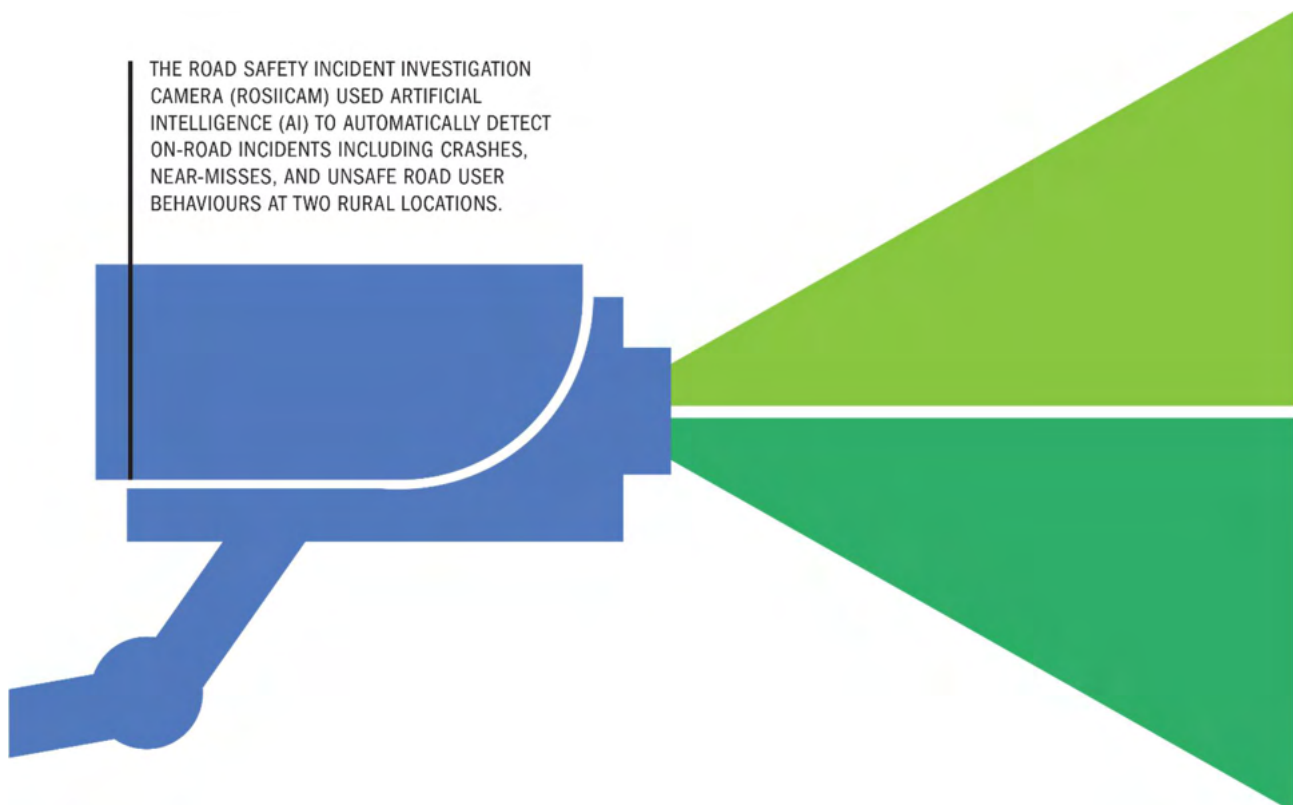 THE ROAD SAFETY INCIDENT INVESTIGATION
CAMERA (ROSIICAM) USED ARTIFICIAL
INTELLIGENCE (AI) TO AUTOMATICALLY DETECT
ON-ROAD INCIDENTS INCLUDING CRASHES,
NEAR-MISSES, AND UNSAFE ROAD USER
BEHAVIOURS AT TWO RURAL LOCATIONS.